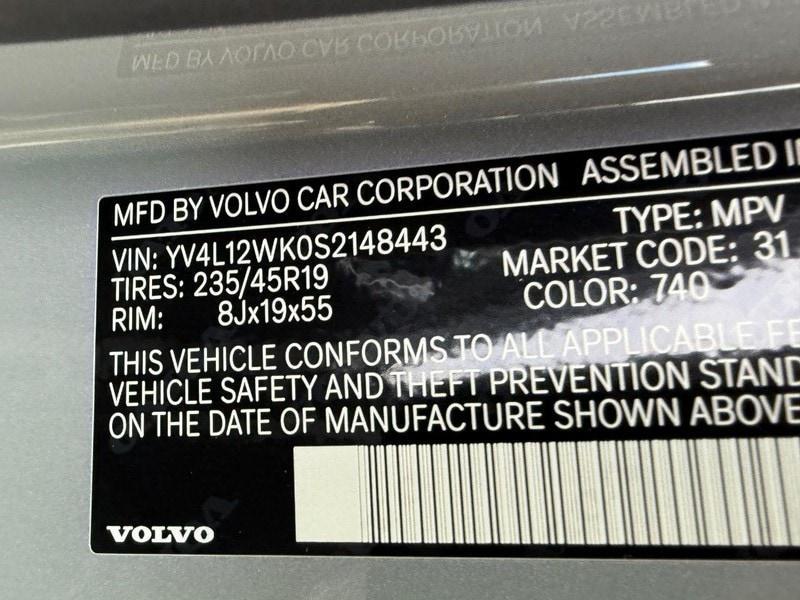 MFD BY VOLVO CAR CORPORATION ASSEMBLED
VIN: YV4L12WK0S2148443
TYPE: MPV
TIRES: 235/45R19
MARKET CODE: 31
RIM: 8Jx19x55
COLOR: 740
THIS VEHICLE CONFORMS TO ALL APPLICABLE FE
VEHICLE SAFETY AND THEFT PREVENTION STAND
ON THE DATE OF MANUFACTURE SHOWN ABOVE
VOLVO